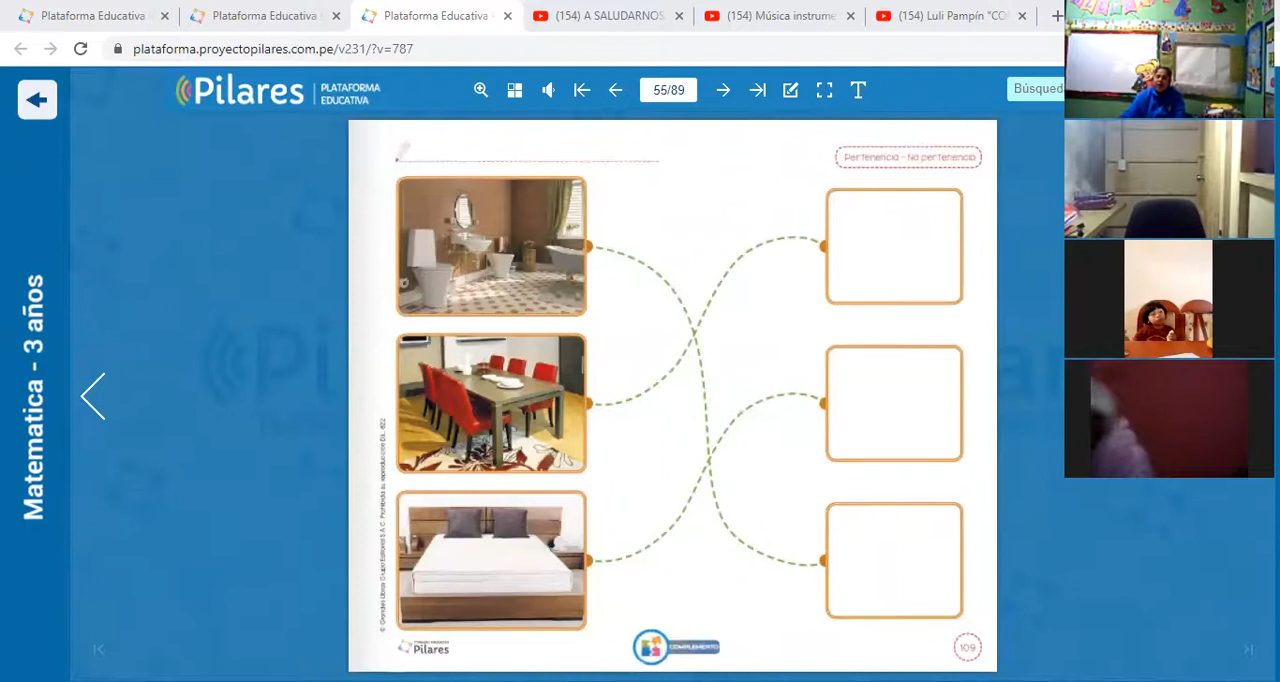 Plataforma Educativa
Plataforma Educativa
Plataforma Educativa
(154) A SALUDARNOS
(154) Música instrume
(154) Luli Pampín "CO
plataforma.proyectopilares.com.pe/v231/?v=787
Pilares
PLATAFORMA
EDUCATIVA
55/89
T
Búsqued
Matematica - 3 años
Pertenencia - No pertenencia
Pilares
COMPLEMENTO
109